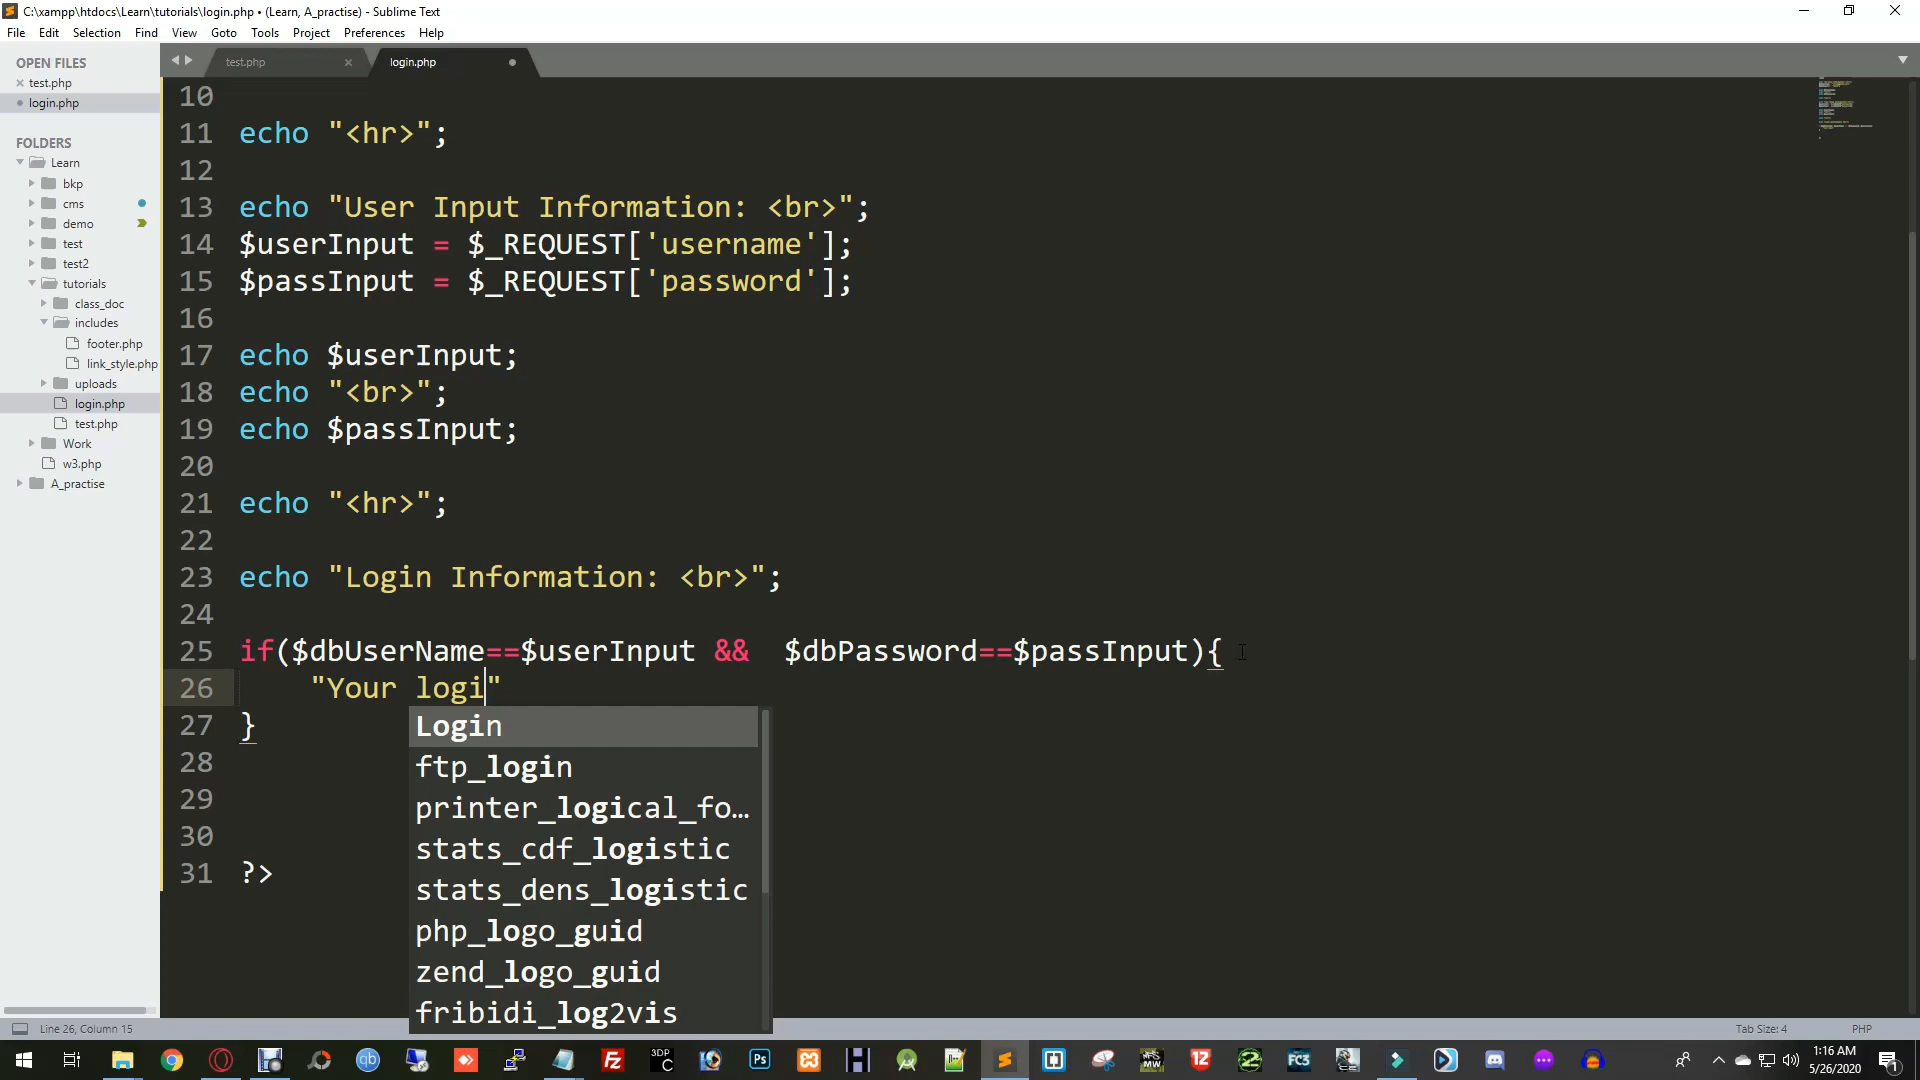 C:\xampp\htdocs\Learn\tutorials\login.php • (Learn, A_practise) - Sublime Text
File Edit Selection Find View Goto Tools Project Preferences Help
OPEN FILES
test.php
login.php
FOLDERS
Learn
bkp
cms
demo
test
test2
tutorials
class_doc
includes
footer.php
link_style.php
uploads
login.php
test.php
Work
w3.php
A_practise
test.php
login.php
10
11 echo "<hr>";
12
13 echo "User Input Information: <br>";
14 $userInput = $_REQUEST['username'];
15 $passInput = $_REQUEST['password'];
16
17 echo $userInput;
18 echo "<br>";
19 echo $passInput;
20
21 echo "<hr>";
22
23 echo "Login Information: <br>";
24
25 if($dbUserName==$userInput &&  $dbPassword==$passInput){
26 "Your logi"
27 }
28
29
30
31 ?>
Login
ftp_login
printer_logical_fo...
stats_cdf_logistic
stats_dens_logistic
php_logo_guid
zend_logo_guid
fribidi_log2vis
Line 26, Column 15
Tab Size: 4 PHP
1:16 AM
5/26/2020